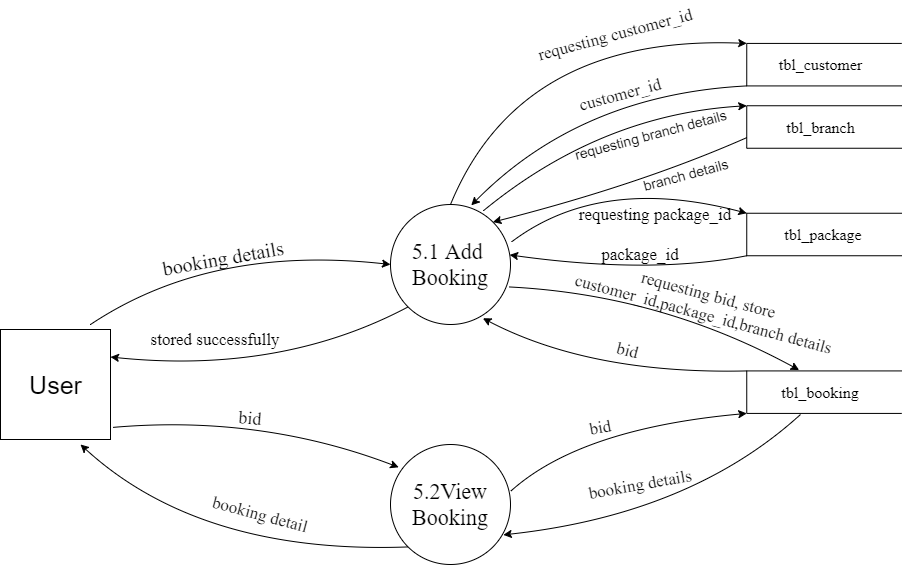 requesting customer_id
tbl_customer
customer_id
tbl_branch
requesting branch details
branch details
requesting package_id
tbl_package
package_id
5.1 Add
Booking
booking details
requesting bid, store
customer_id,package_id,branch details
stored successfully
bid
User
tbl_booking
bid
bid
5.2View
Booking
booking details
booking detail